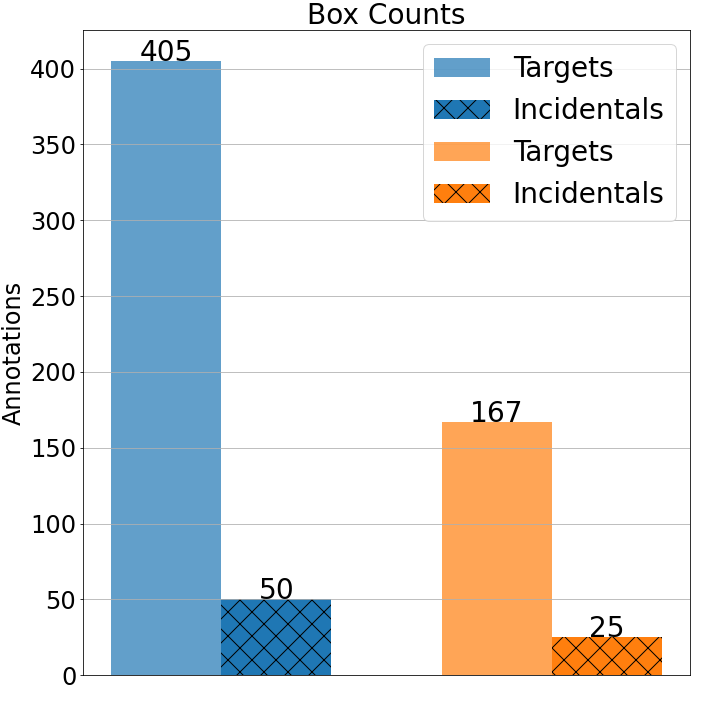 Box Counts
405
400
350
300
250
200
150
100
50
0
Annotations
Targets
Incidentals
Targets
Incidentals
167
50
25